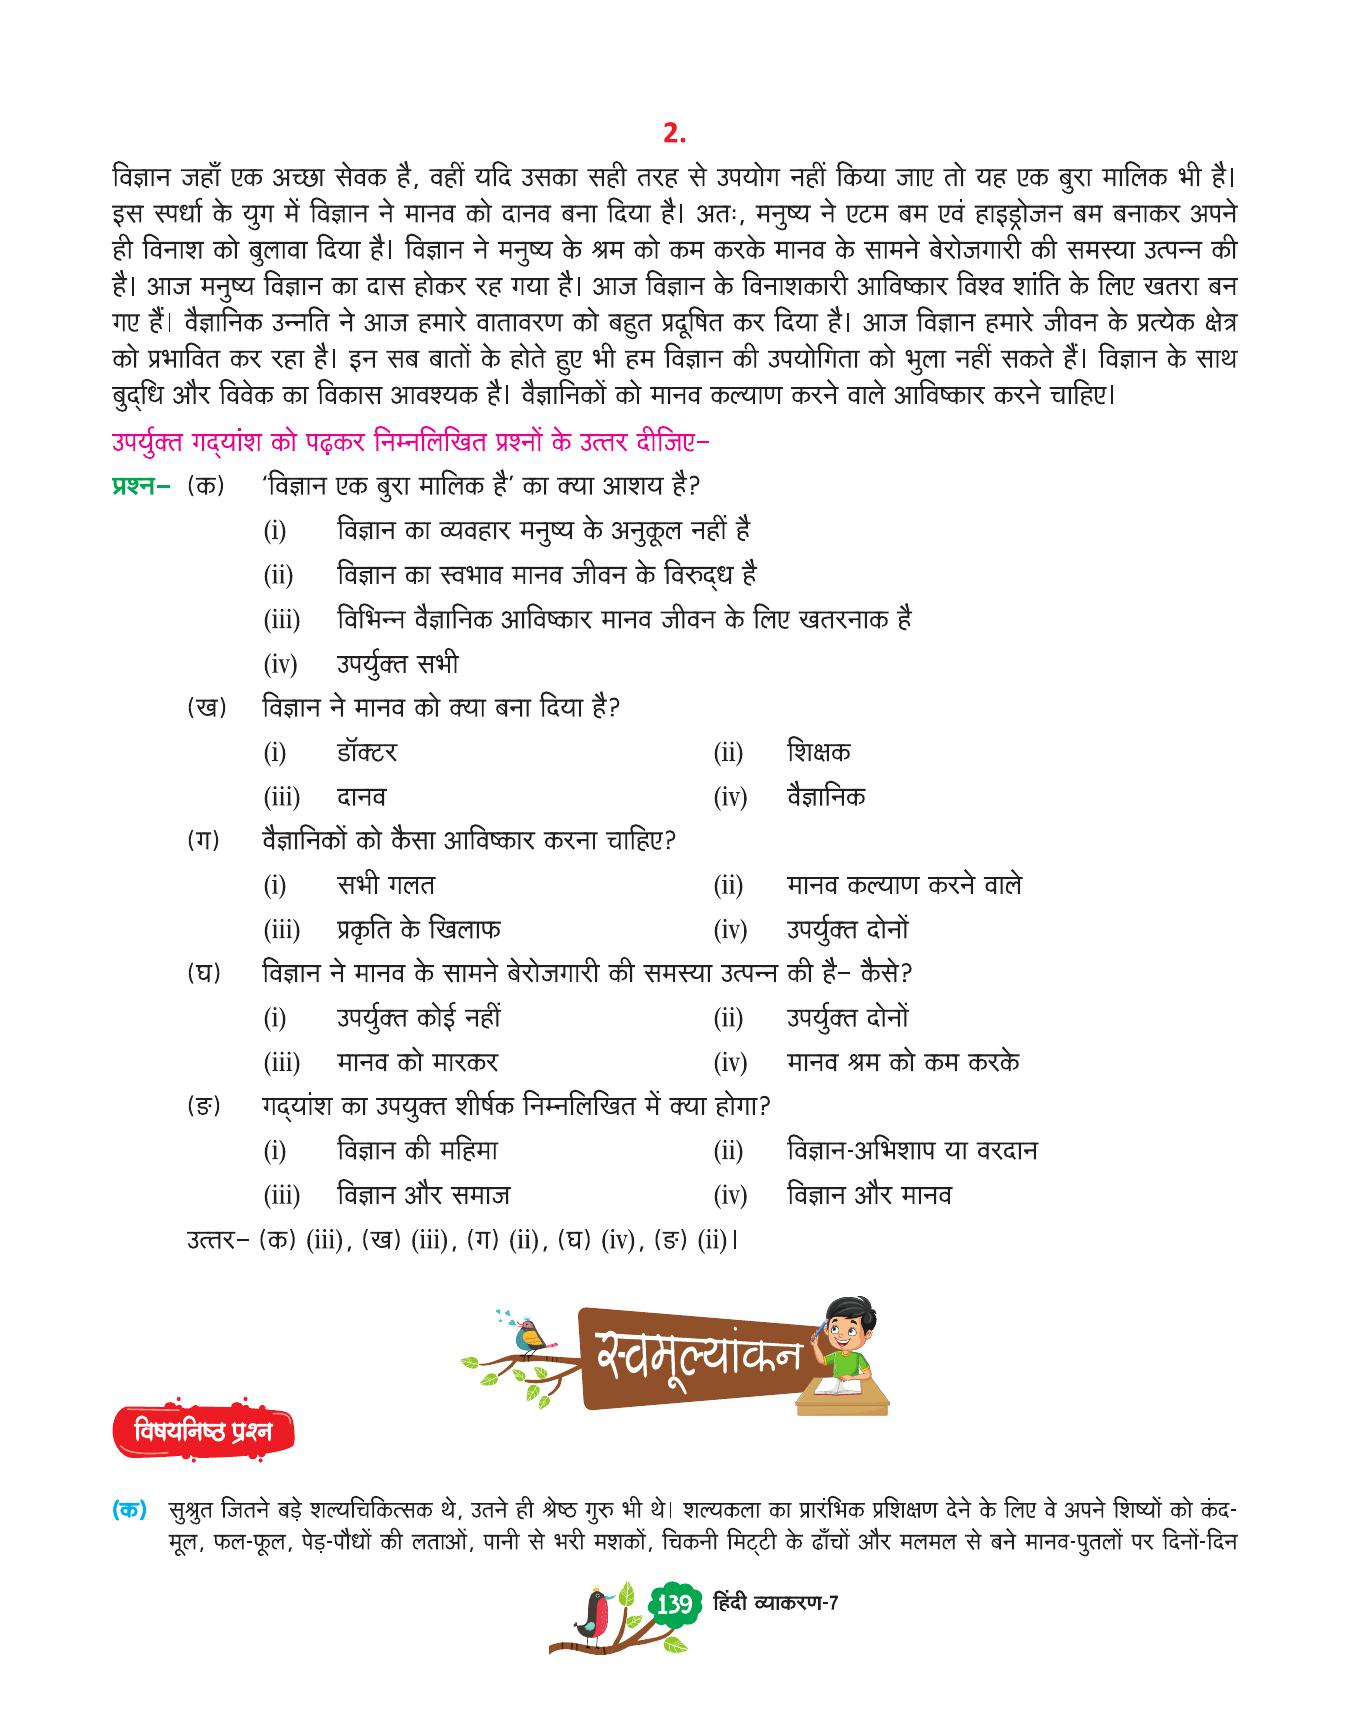 2.
विज्ञान जहाँ एक अच्छा सेवक है, वहीं यदि उसका सही तरह से उपयोग नहीं किया जाए तो यह एक बुरा मालिक भी है।
इस स्पर्धा के युग में विज्ञान ने मानव को दानव बना दिया है। अतः, मनुष्य ने एटम बम एवं हाइड्रोजन बम बनाकर अपने
ही विनाश को बुलावा दिया है। विज्ञान ने मनुष्य के श्रम को कम करके मानव के सामने बेरोजगारी की समस्या उत्पन्न की
है। आज मनुष्य विज्ञान का दास होकर रह गया है। आज विज्ञान के विनाशकारी आविष्कार विश्व शांति के लिए खतरा बन
गए हैं। वैज्ञानिक उन्नति ने आज हमारे वातावरण को बहुत प्रदूषित कर दिया है। आज विज्ञान हमारे जीवन के प्रत्येक क्षेत्र
को प्रभावित कर रहा है। इन सब बातों के होते हुए भी हम विज्ञान की उपयोगिता को भुला नहीं सकते हैं। विज्ञान के साथ
बुद्‌धि और विवेक का विकास आवश्यक है। वैज्ञानिकों को मानव कल्याण करने वाले आविष्कार करने चाहिए।
उपर्युक्त गद्‌यांश को पढ़कर निम्नलिखित प्रश्नों के उत्तर दीजिए–
प्रश्न– (क) ‘विज्ञान एक बुरा मालिक है’ का क्या आशय है?
(i) विज्ञान का व्यवहार मनुष्य के अनुकूल नहीं है
(ii) विज्ञान का स्वभाव मानव जीवन के विरुद्‌ध है
(iii) विभिन्न वैज्ञानिक आविष्कार मानव जीवन के लिए खतरनाक है
(iv) उपर्युक्त सभी
(ख) विज्ञान ने मानव को क्या बना दिया है?
(i) डॉक्टर (ii) शिक्षक
(iii) दानव (iv) वैज्ञानिक
(ग) वैज्ञानिकों को कैसा आविष्कार करना चाहिए?
(i) सभी गलत (ii) मानव कल्याण करने वाले
(iii) प्रकृति के खिलाफ (iv) उपर्युक्त दोनों
(घ) विज्ञान ने मानव के सामने बेरोजगारी की समस्या उत्पन्न की है– कैसे?
(i) उपर्युक्त कोई नहीं (ii) उपर्युक्त दोनों
(iii) मानव को मारकर (iv) मानव श्रम को कम करके
(ङ) गद्‌यांश का उपयुक्त शीर्षक निम्नलिखित में क्या होगा?
(i) विज्ञान की महिमा (ii) विज्ञान-अभिशाप या वरदान
(iii) विज्ञान और समाज (iv) विज्ञान और मानव
उत्तर– (क) (iii), (ख) (iii), (ग) (ii), (घ) (iv), (ङ) (ii)।
स्वमूल्यांकन
विषयनिष्ठ प्रश्न
(क) सुश्रुत जितने बड़े शल्यचिकित्सक थे, उतने ही श्रेष्ठ गुरु भी थे। शल्यकला का प्रारंभिक प्रशिक्षण देने के लिए वे अपने शिष्यों को कंद-
मूल, फल-फूल, पेड़-पौधों की लताओं, पानी से भरी मशकों, चिकनी मिट्‌टी के ढाँचों और मलमल से बने मानव-पुतलों पर दिनों-दिन
139 हिंदी व्याकरण-7